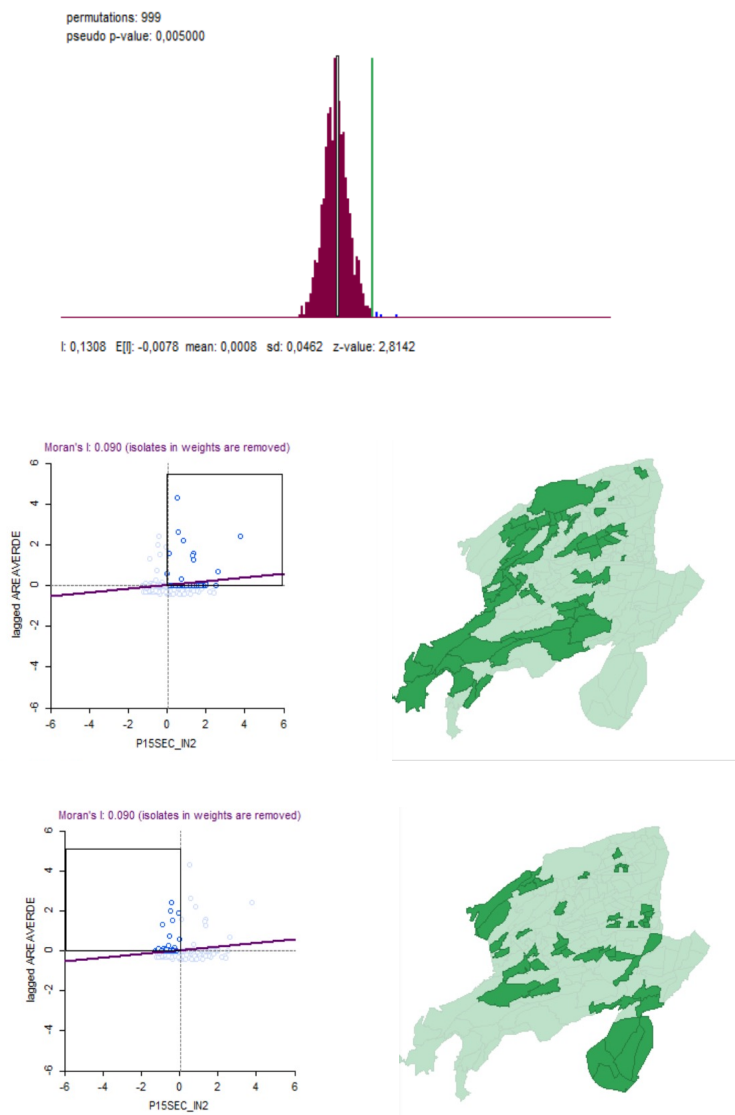 permutations: 999
pseudo p-value: 0,005000
I: 0,1308 E[I]: -0,0078 mean: 0,0008 sd: 0,0462 z-value: 2,8142
Moran's I: 0.090 (isolates in weights are removed)
6
4
2
0
-2
-4
-6
lagged AREAVERDE
-6 -4 -2 0 2 4 6
P15SEC_IN2
Moran's I: 0.090 (isolates in weights are removed)
6
4
2
0
-2
-4
-6
lagged AREAVERDE
-6 -4 -2 0 2 4 6
P15SEC_IN2